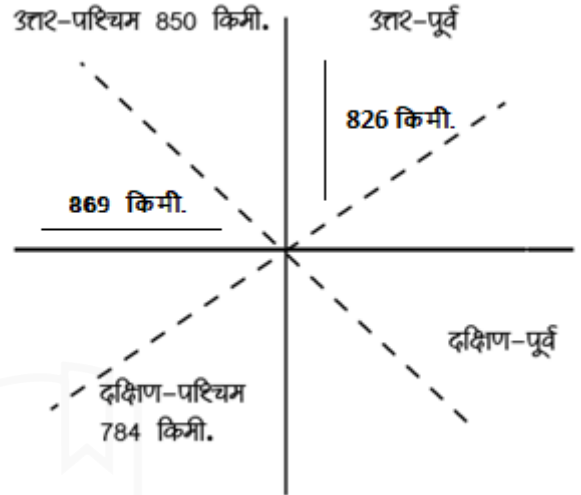 उत्तर-पश्चिम 850 किमी. उत्तर-पूर्व
826 किमी.
869 किमी.
दक्षिण-पूर्व
दक्षिण-पश्चिम
784 किमी.